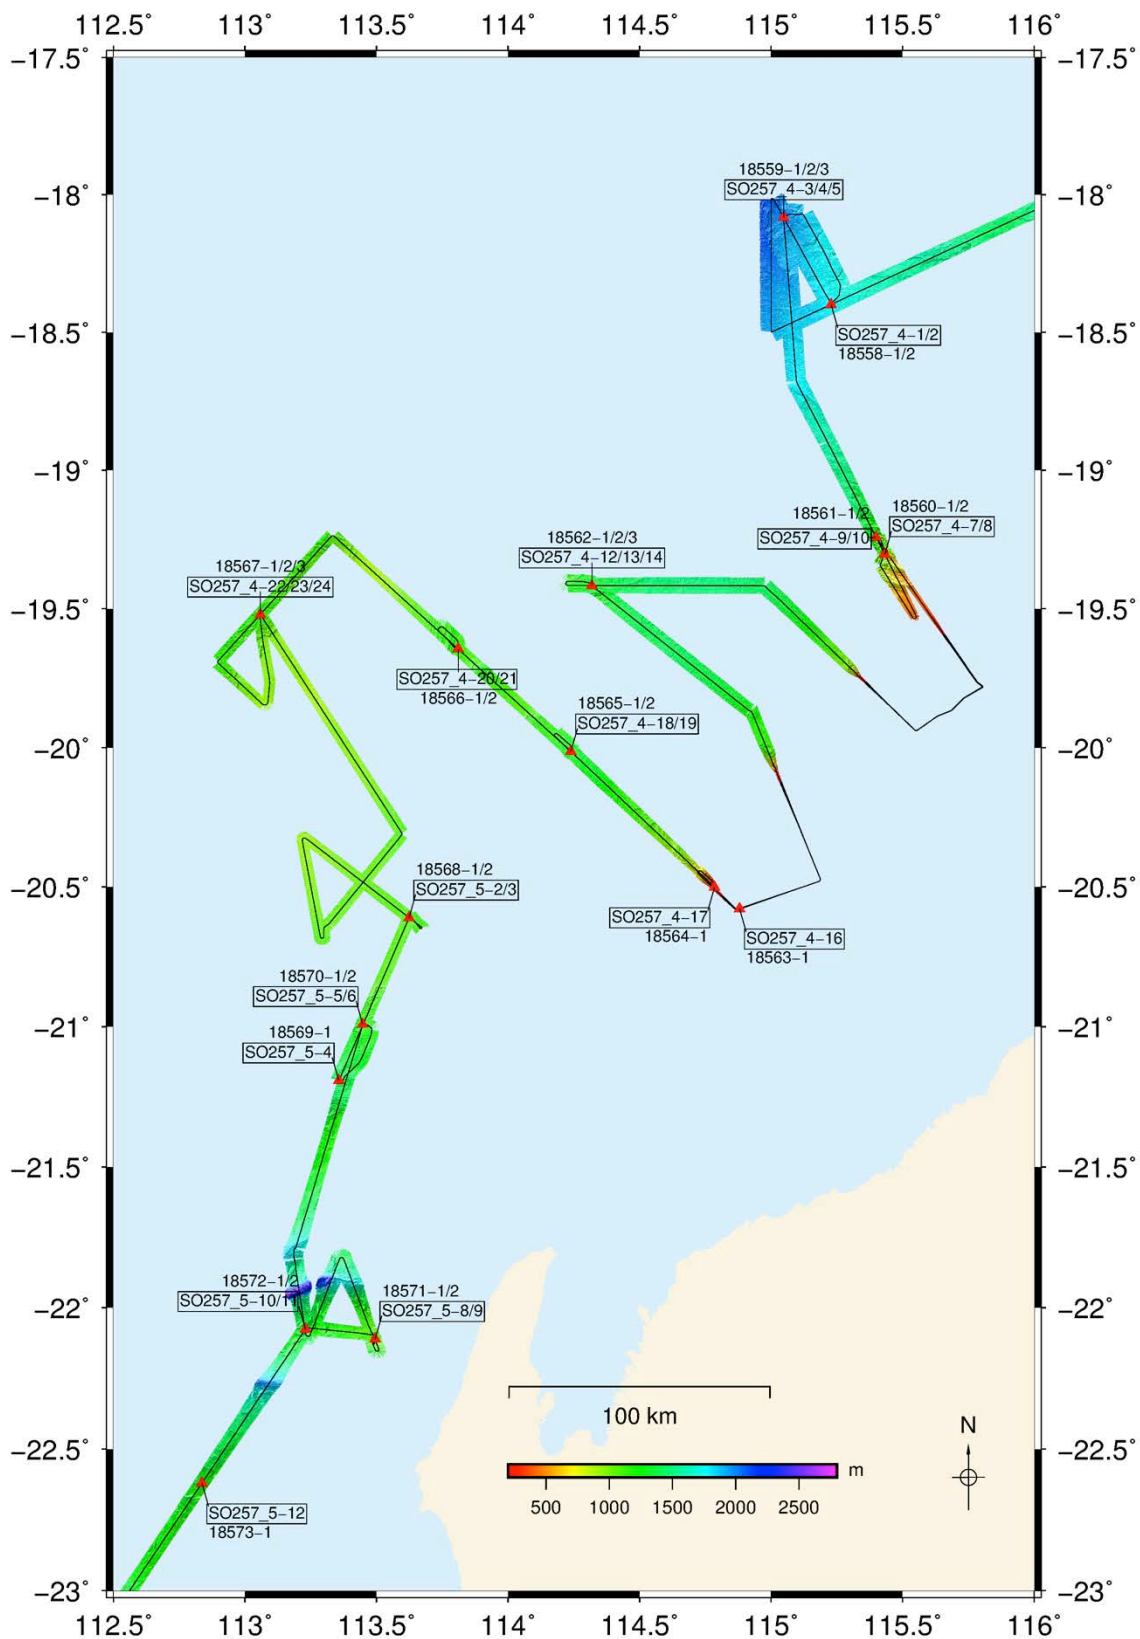 112.5° 113° 113.5° 114° 114.5° 115° 115.5° 116°
−17.5° −17.5°
18559−1/2/3
SO257_4−3/4/5
−18° −18°
SO257_4−1/2
18558−1/2
−18.5° −18.5°
−19° −19°
18561−1/2
SO257_4−9/10
18560−1/2
SO257_4−7/8
18562−1/2/3
SO257_4−12/13/14
18567−1/2/3
SO257_4−22/23/24
−19.5° −19.5°
SO257_4−20/21
18566−1/2
18565−1/2
SO257_4−18/19
−20° −20°
18568−1/2
SO257_5−2/3
−20.5° −20.5°
SO257_4−17
18564−1
SO257_4−16
18563−1
18570−1/2
SO257_5−5/6
−21° −21°
18569−1
SO257_5−4
−21.5° −21.5°
18572−1/2
SO257_5−10/11
18571−1/2
SO257_5−8/9
−22° −22°
100 km
N
−22.5° −22.5°
m
500 1000 1500 2000 2500
SO257_5−12
18573−1
−23° −23°
112.5° 113° 113.5° 114° 114.5° 115° 115.5° 116°